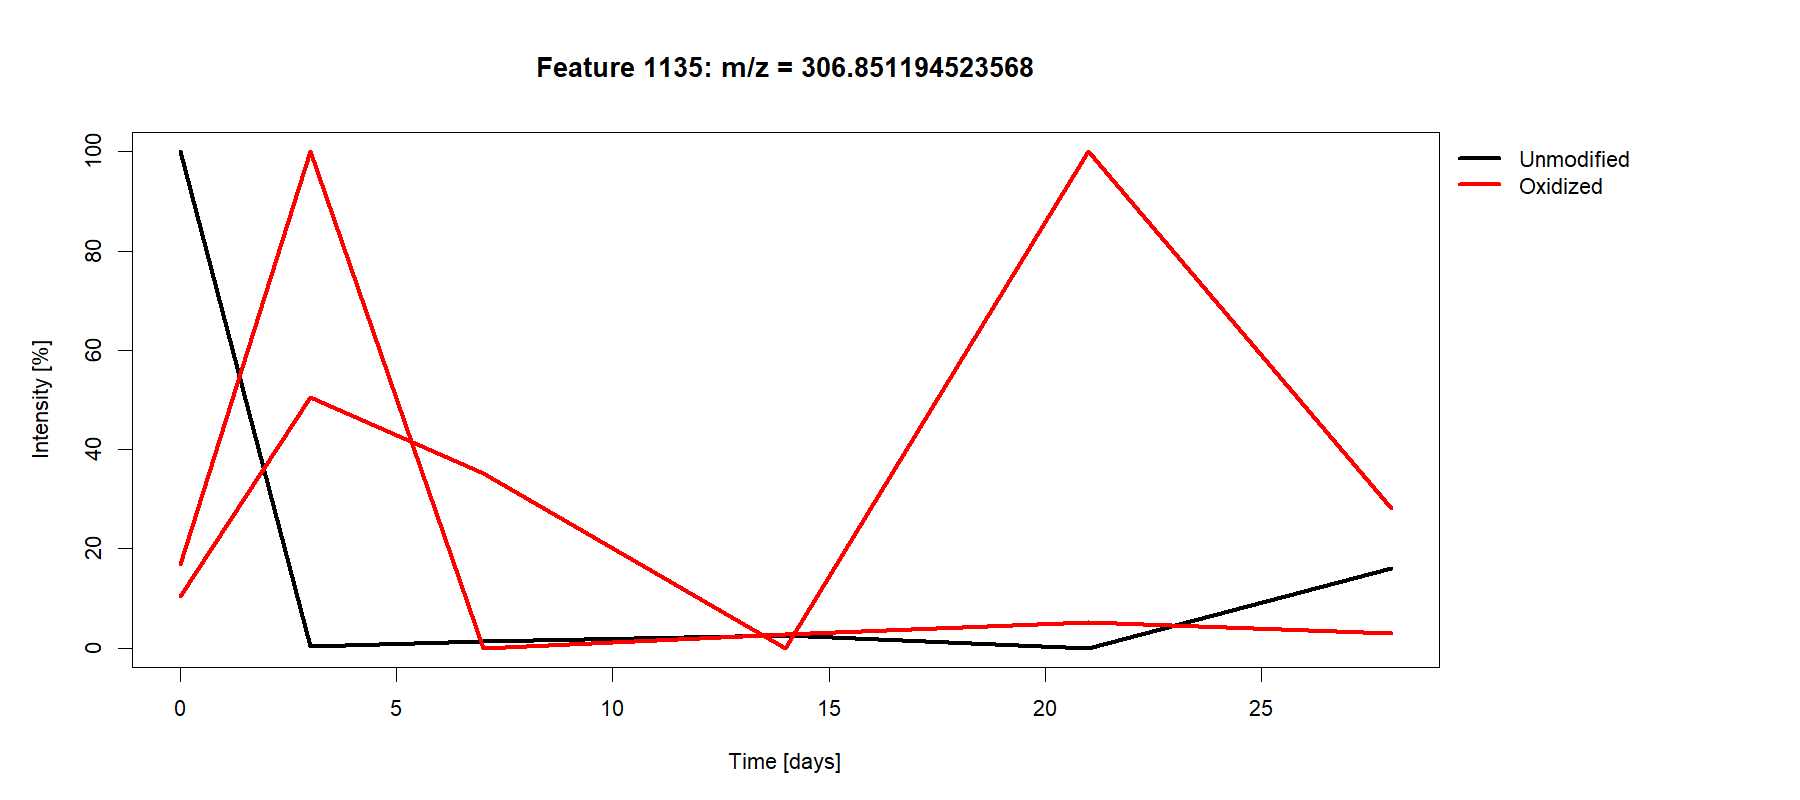 Feature 1135: m/z = 306.851194523568
Unmodified
Oxidized
Intensity [%]
100
80
60
40
20
0
0 5 10 15 20 25
Time [days]